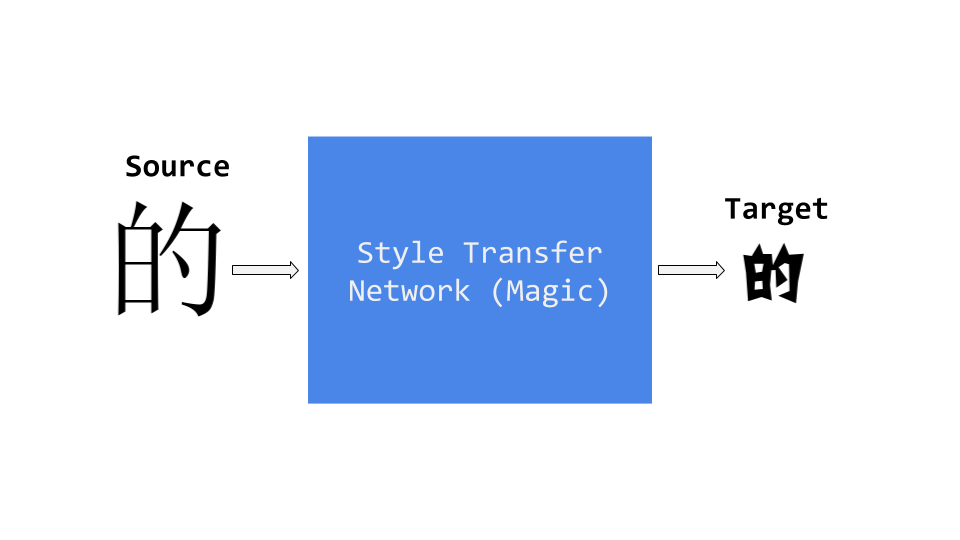 Source
的
Style Transfer
Network (Magic)
Target
的